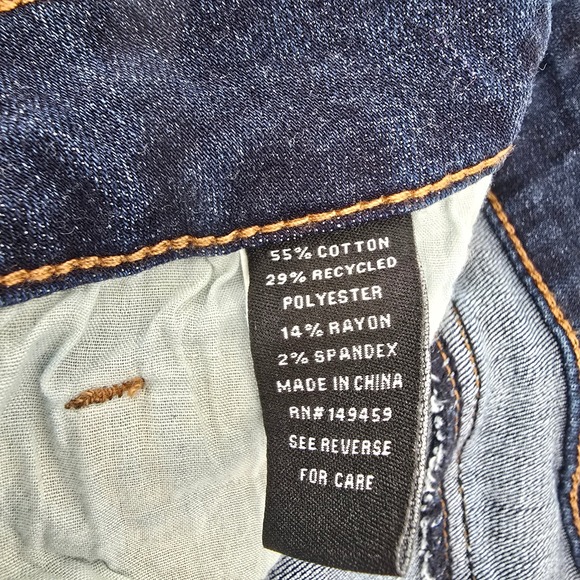 55% COTTON
29% RECYCLED
POLYESTER
14% RAYON
2% SPANDEX
MADE IN CHINA
RN#149459
SEE REVERSE
FOR CARE